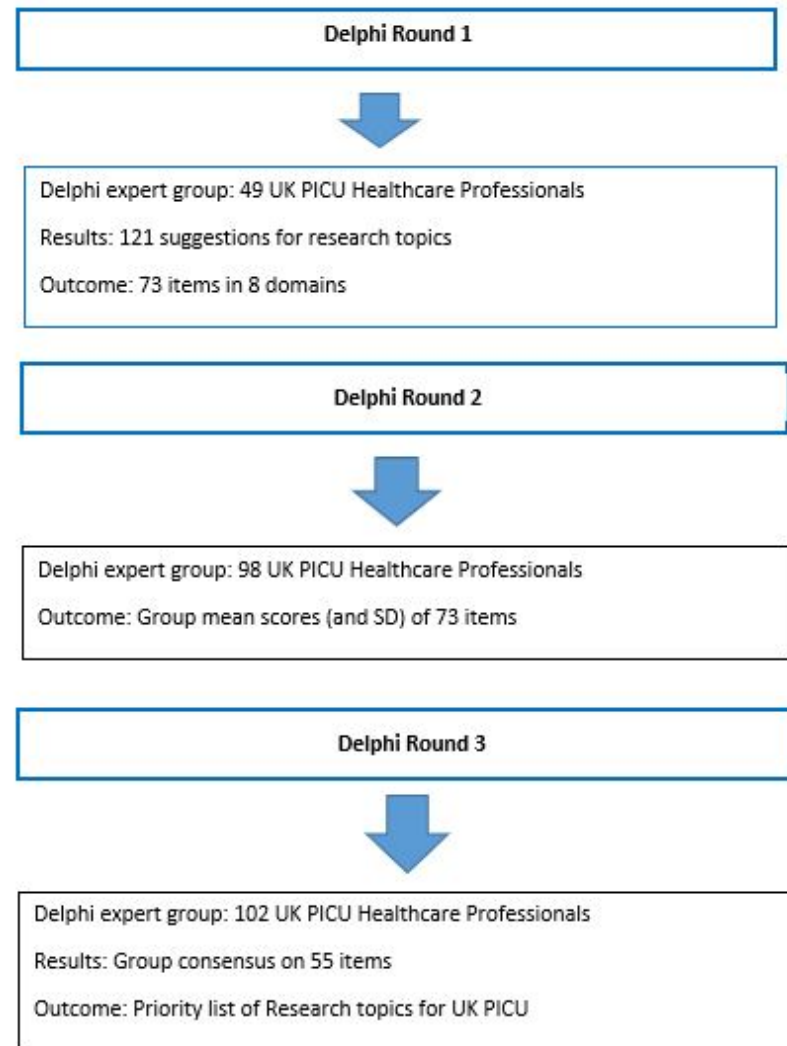 Delphi Round 1
Delphi expert group: 49 UK PICU Healthcare Professionals
Results: 121 suggestions for research topics
Outcome: 73 items in 8 domains
Delphi Round 2
Delphi expert group: 98 UK PICU Healthcare Professionals
Outcome: Group mean scores (and SD) of 73 items
Delphi Round 3
Delphi expert group: 102 UK PICU Healthcare Professionals
Results: Group consensus on 55 items
Outcome: Priority list of Research topics for UK PICU